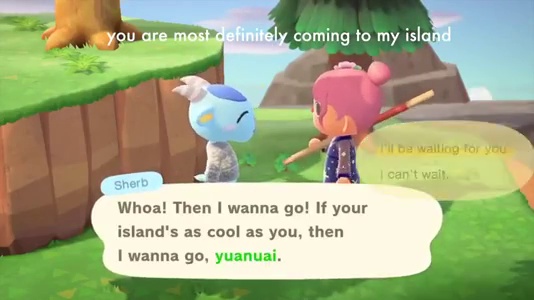 you are most definitely coming to my island
I'll be waiting for you
I can't wait.
Sherb
Whoa! Then I wanna go! If your
island's as cool as you, then
I wanna go, yuanuai.